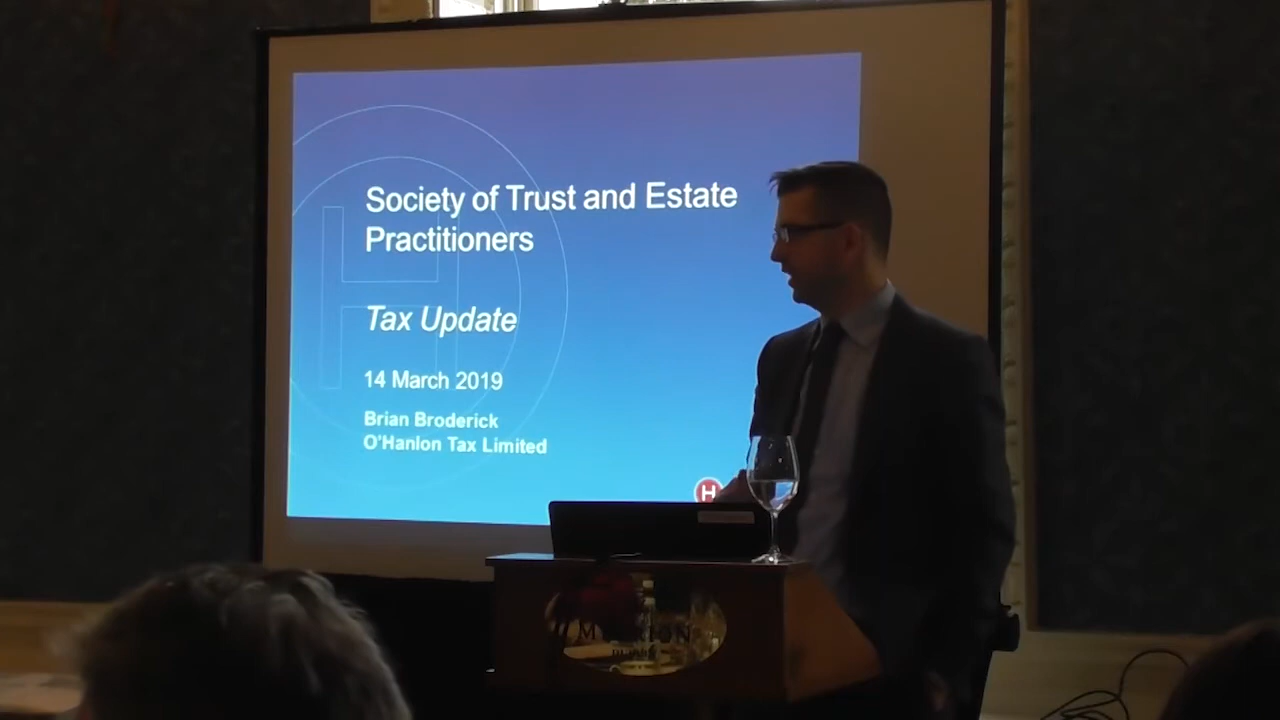 Society of Trust and Estate
Practitioners
Tax Update
14 March 2019
Brian Broderick
O'Hanlon Tax Limited
H